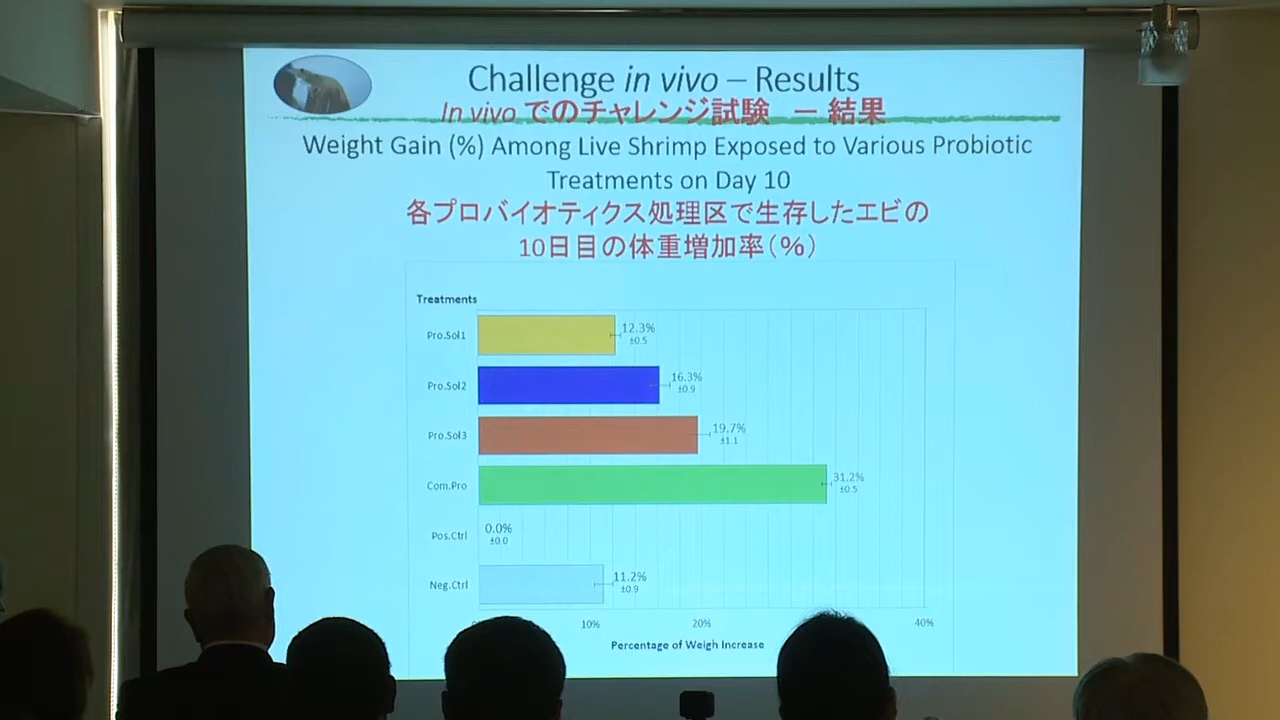 Challenge in vivo – Results
In vivo でのチャレンジ試験 － 結果
Weight Gain (%) Among Live Shrimp Exposed to Various Probiotic
Treatments on Day 10
各プロバイオティクス処理区で生存したエビの
10日目の体重増加率(%)
Treatments
Pro.Sol1
12.3%
±0.5
Pro.Sol2
16.3%
±0.9
Pro.Sol3
19.7%
±1.1
Com.Pro
31.2%
±0.5
Pos.Ctrl
0.0%
±0.0
Neg.Ctrl
11.2%
±0.9
10% 20% 40%
Percentage of Weigh Increase